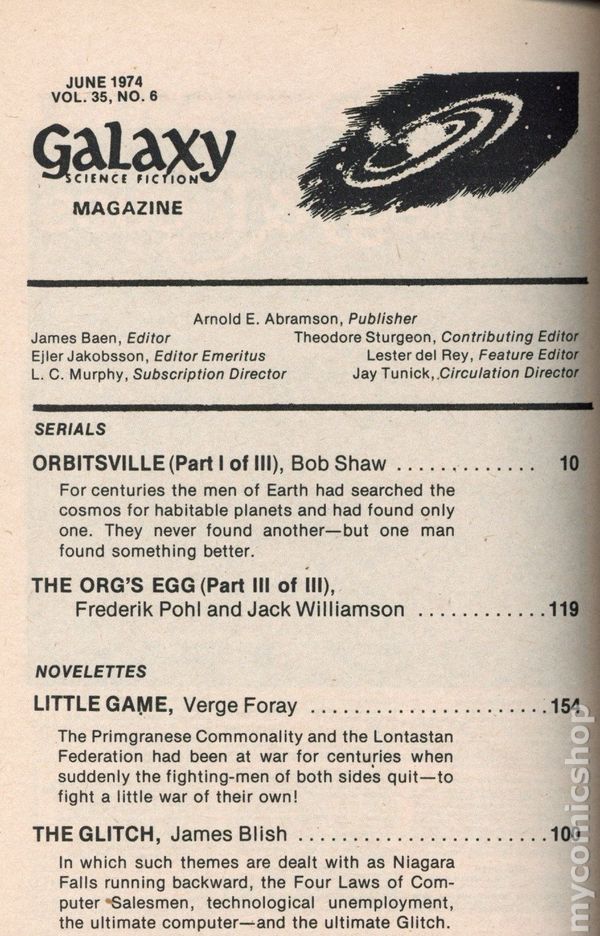 JUNE 1974
VOL. 35, NO. 6
Galaxy
SCIENCE FICTION
MAGAZINE
Arnold E. Abramson, Publisher
James Baen, Editor Theodore Sturgeon, Contributing Editor
Ejler Jakobsson, Editor Emeritus Lester del Rey, Feature Editor
L. C. Murphy, Subscription Director Jay Tunick, Circulation Director
SERIALS
ORBITSVILLE (Part I of III), Bob Shaw . . . . . . . . . . . . . 10
For centuries the men of Earth had searched the
cosmos for habitable planets and had found only
one. They never found another—but one man
found something better.
THE ORG'S EGG (Part III of III),
Frederik Pohl and Jack Williamson . . . . . . . . . . . . 119
NOVELETTES
LITTLE GAME, Verge Foray . . . . . . . . . . . . . . . . . . . . . . 154
The Primgranese Commonality and the Lontastan
Federation had been at war for centuries when
suddenly the fighting-men of both sides quit—to
fight a little war of their own!
THE GLITCH, James Blish . . . . . . . . . . . . . . . . . . . . . . . 100
In which such themes are dealt with as Niagara
Falls running backward, the Four Laws of Com-
puter Salesmen, technological unemployment,
the ultimate computer—and the ultimate Glitch.
mycomicshop